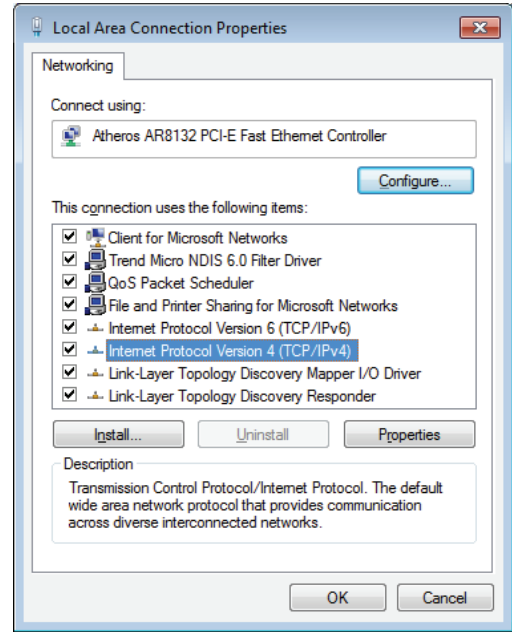 Local Area Connection Properties
Networking
Connect using:
Atheros AR8132 PCI-E Fast Ethernet Controller
Configure...
This connection uses the following items:
Client for Microsoft Networks
Trend Micro NDIS 6.0 Filter Driver
QoS Packet Scheduler
File and Printer Sharing for Microsoft Networks
Internet Protocol Version 6 (TCP/IPv6)
Internet Protocol Version 4 (TCP/IPv4)
Link-Layer Topology Discovery Mapper I/O Driver
Link-Layer Topology Discovery Responder
Install... Uninstall Properties
Description
Transmission Control Protocol/Internet Protocol. The default
wide area network protocol that provides communication
across diverse interconnected networks.
OK Cancel